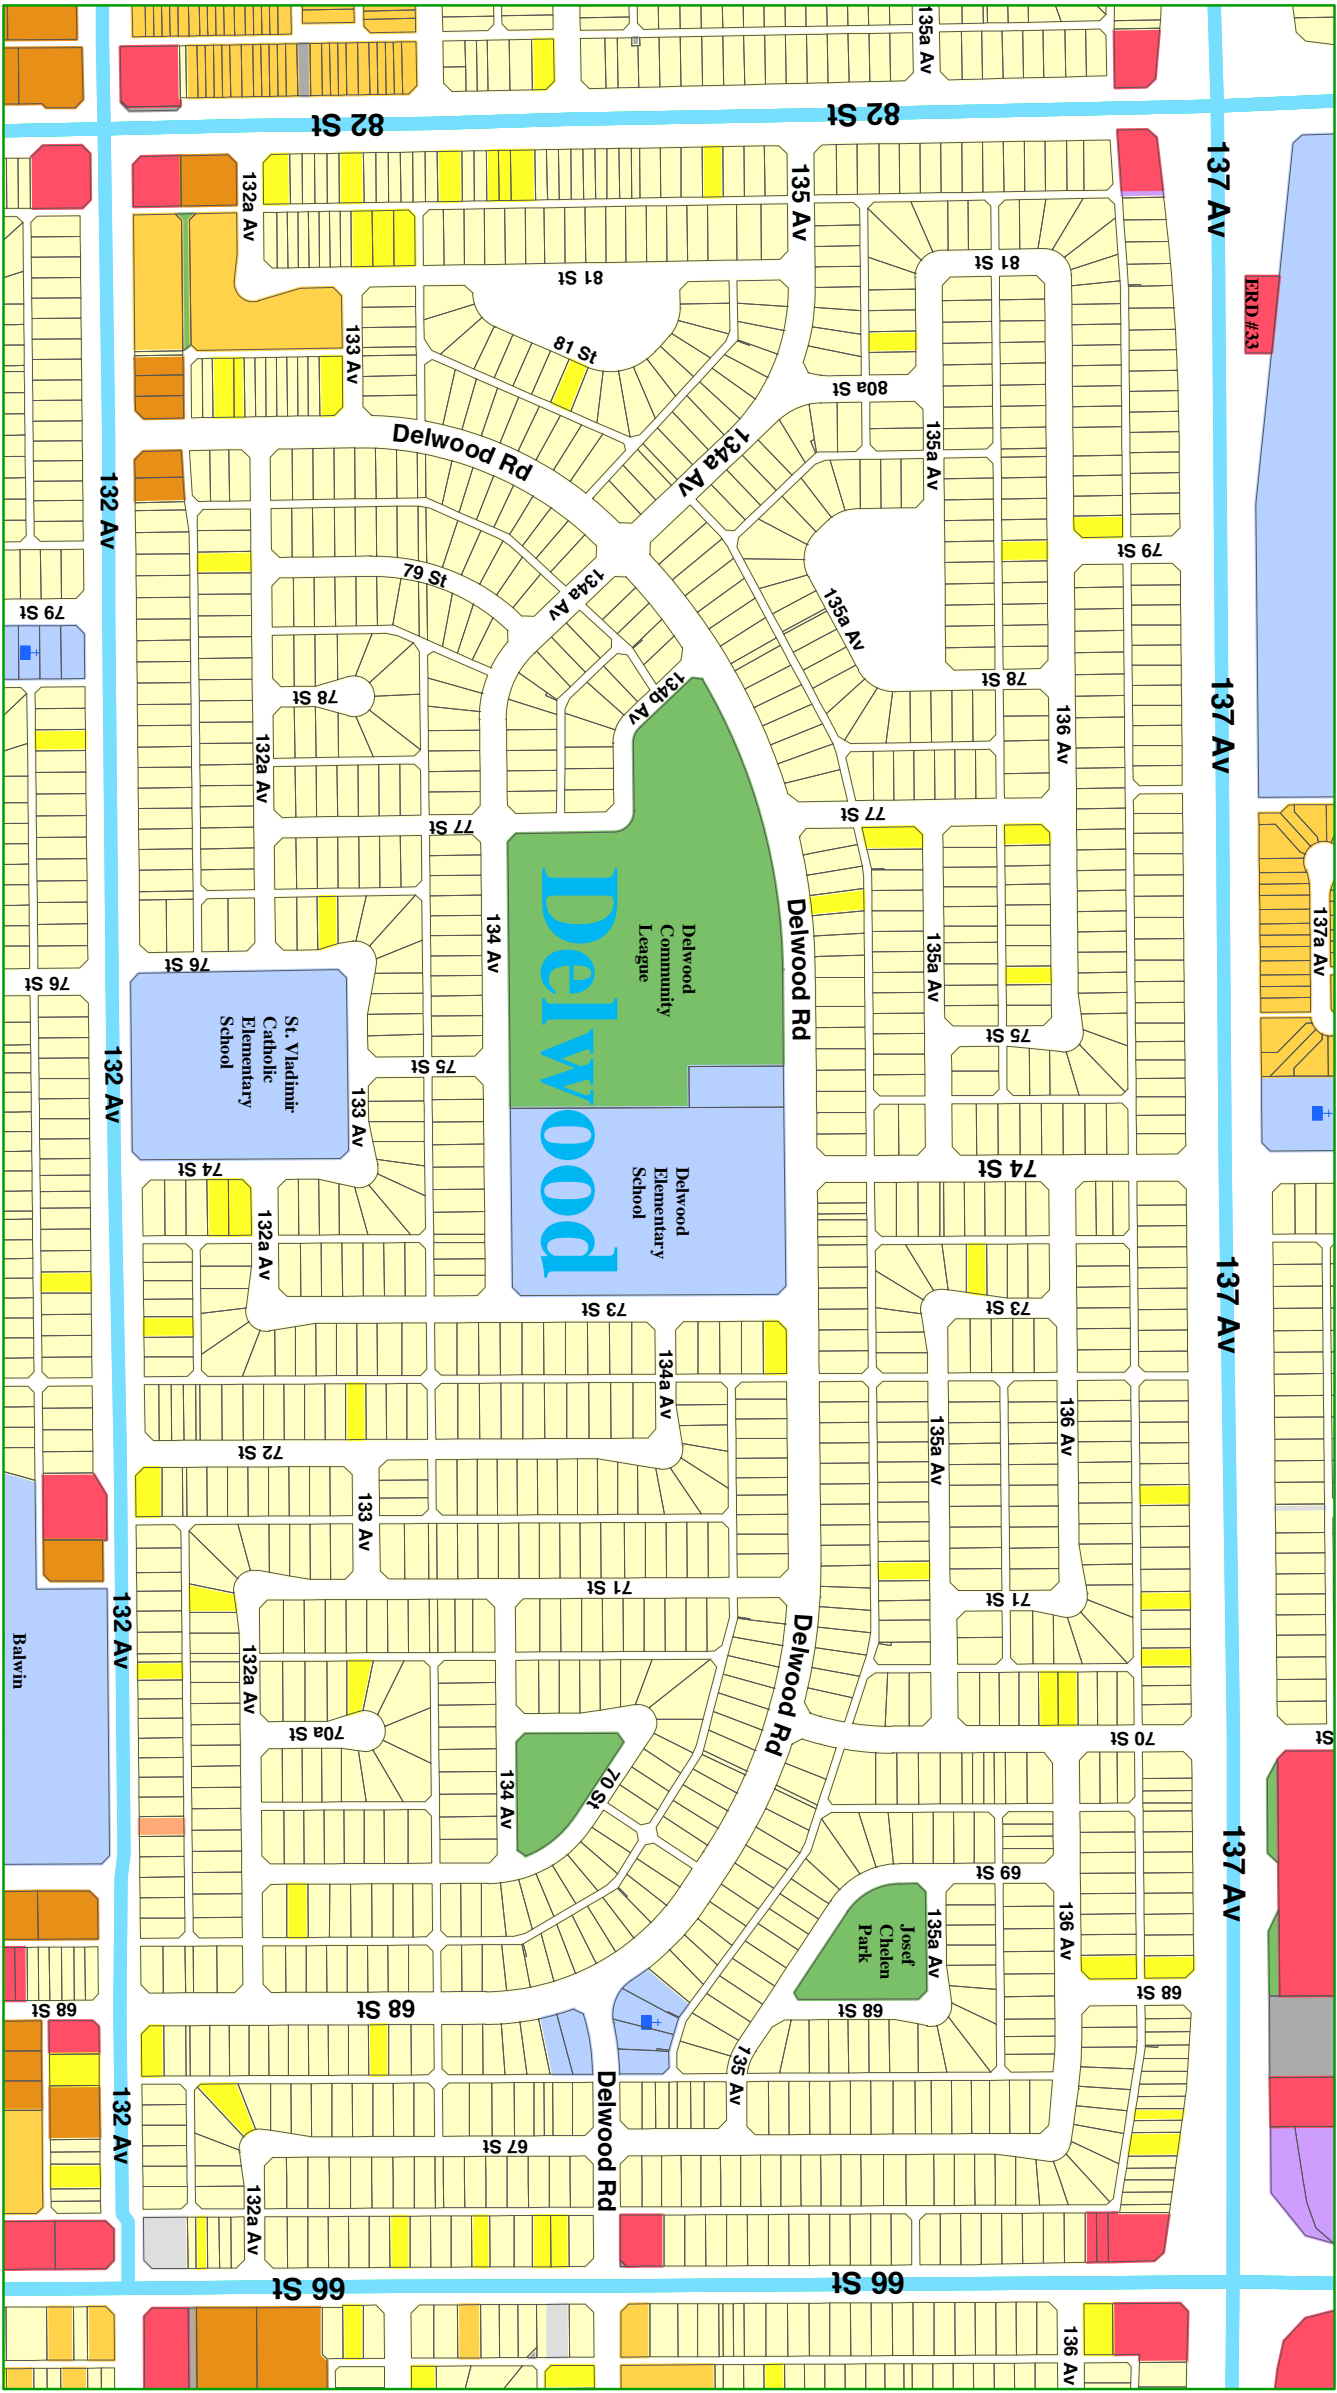 135a Av
82 St
82 St
132a Av
135 Av
137 Av
81 St
81 St
ERD #33
133 Av
81 St
80a St
Delwood Rd
134a Av
135a Av
132 Av
79 St
79 St
79 St
134a Av
135a Av
78 St
78 St
134b Av
137 Av
132a Av
136 Av
77 St
77 St
Delwood
Delwood
Community
League
134 Av
Delwood Rd
135a Av
137a Av
76 St
76 St
St. Vladimir
Catholic
Elementary
School
132 Av
75 St
75 St
133 Av
74 St
74 St
Delwood
Elementary
School
132a Av
73 St
73 St
137 Av
134a Av
135a Av
136 Av
72 St
133 Av
71 St
71 St
132 Av
Balwin
132a Av
Delwood Rd
70a St
70 St
St
134 Av
70 St
137 Av
69 St
Josef
Chelen
Park
135a Av
136 Av
68 St
68 St
68 St
68 St
132 Av
135 Av
67 St
Delwood Rd
132a Av
66 St
66 St
136 Av